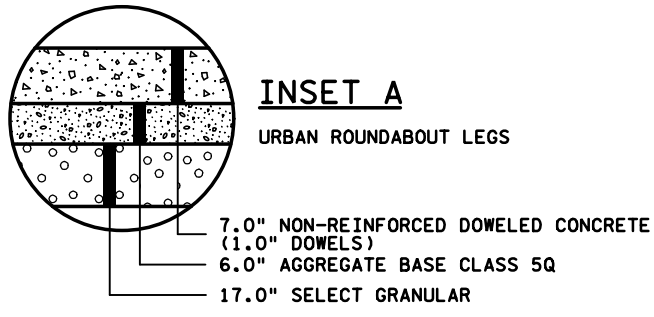 INSET A
URBAN ROUNDABOUT LEGS
7.0" NON-REINFORCED DOWELED CONCRETE
(1.0" DOWELS)
6.0" AGGREGATE BASE CLASS 5Q
17.0" SELECT GRANULAR